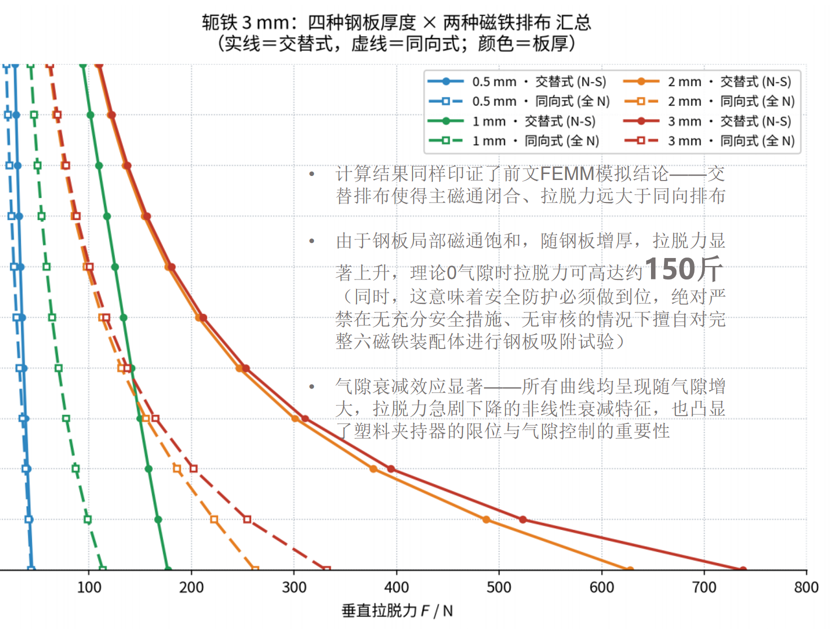 轭铁 3 mm：四种钢板厚度 × 两种磁铁排布 汇总
（实线＝交替式，虚线＝同向式；颜色＝板厚）
0.5 mm · 交替式 (N-S)
0.5 mm · 同向式 (全 N)
1 mm · 交替式 (N-S)
1 mm · 同向式 (全 N)
2 mm · 交替式 (N-S)
2 mm · 同向式 (全 N)
3 mm · 交替式 (N-S)
3 mm · 同向式 (全 N)
• 计算结果同样印证了前文FEMM模拟结论——交
替排布使得主磁通闭合、拉脱力远大于同向排布
• 由于钢板局部磁通饱和，随钢板增厚，拉脱力显
著上升，理论0气隙时拉脱力可高达约150斤
（同时，这意味着安全防护必须做到位，绝对严
禁在无充分安全措施、无审核的情况下擅自对完
整六磁铁装配体进行钢板吸附试验）
• 气隙衰减效应显著——所有曲线均呈现随气隙增
大，拉脱力急剧下降的非线性衰减特征，也凸显
了塑料夹持器的限位与气隙控制的重要性
100 200 300 400 500 600 700 800
垂直拉脱力 F / N